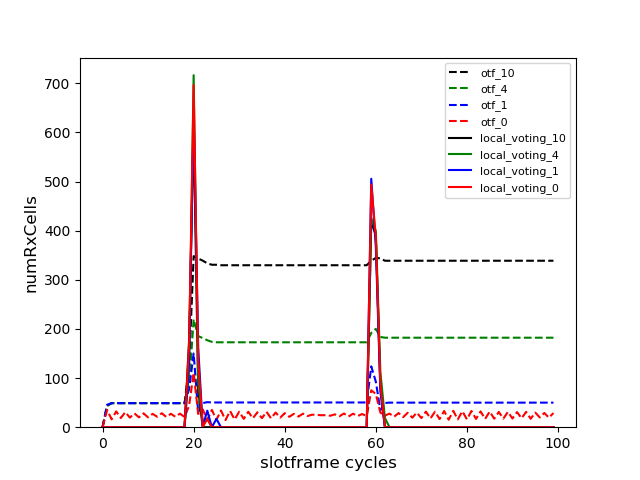 700
600
500
400
300
200
100
0
numRxCells
0 20 40 60 80 100
slotframe cycles
otf_10
otf_4
otf_1
otf_0
local_voting_10
local_voting_4
local_voting_1
local_voting_0